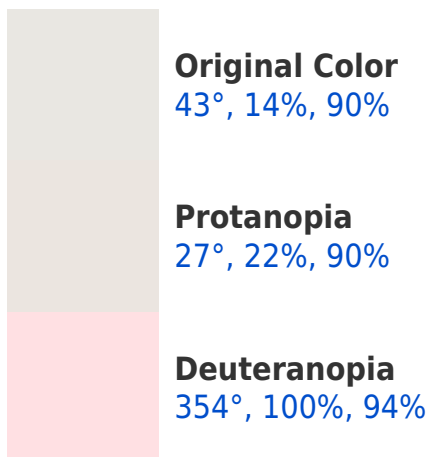 Original Color
43°, 14%, 90%
Protanopia
27°, 22%, 90%
Deuteranopia
354°, 100%, 94%